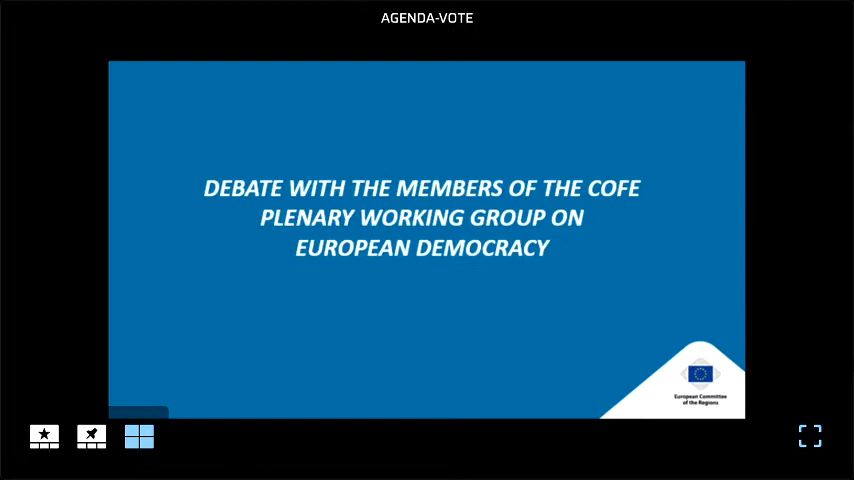 AGENDA-VOTE
DEBATE WITH THE MEMBERS OF THE COFE
PLENARY WORKING GROUP ON
EUROPEAN DEMOCRACY
European Committee
of the Regions